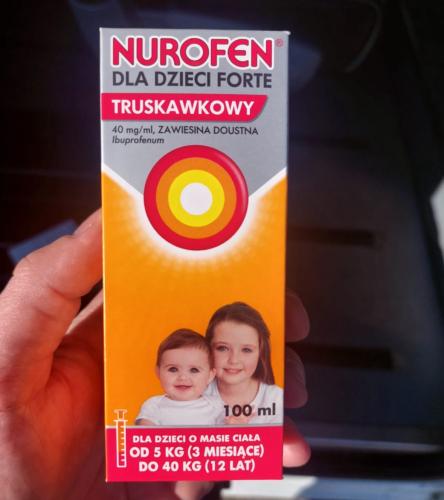 NUROFEN®
DLA DZIECI FORTE
TRUSKAWKOWY
40 mg/ml, ZAWIESINA DOUSTNA
Ibuprofenum
100 ml
DLA DZIECI O MASIE CIAŁA
OD 5 KG (3 MIESIĄCE)
DO 40 KG (12 LAT)